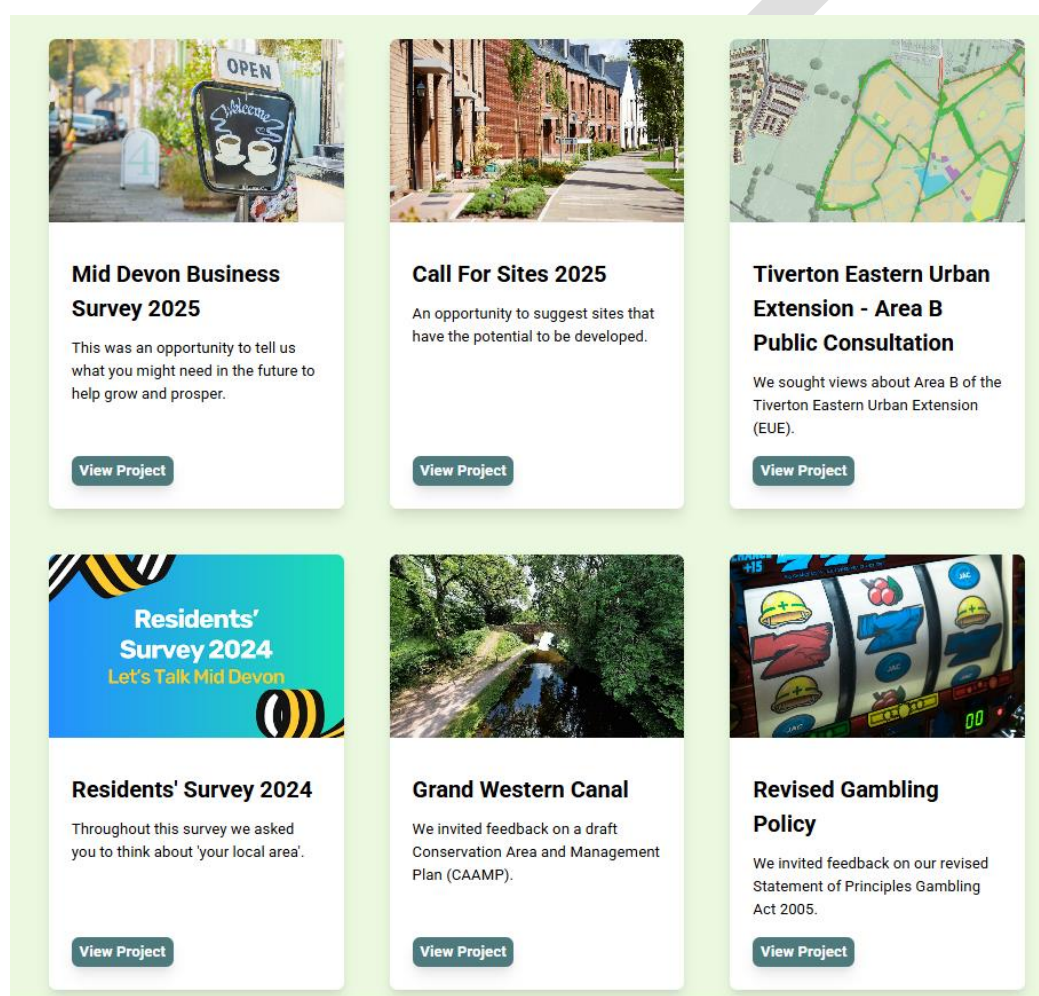 OPEN
Welcome
4
Mid Devon Business
Survey 2025
This was an opportunity to tell us
what you might need in the future to
help grow and prosper.
View Project
Call For Sites 2025
An opportunity to suggest sites that
have the potential to be developed.
View Project
Tiverton Eastern Urban
Extension - Area B
Public Consultation
We sought views about Area B of the
Tiverton Eastern Urban Extension
(EUE).
View Project
Residents'
Survey 2024
Let's Talk Mid Devon
Residents' Survey 2024
Throughout this survey we asked
you to think about 'your local area'.
View Project
Grand Western Canal
We invited feedback on a draft
Conservation Area and Management
Plan (CAAMP).
View Project
+15
JAC
JAC
JAC
00
Revised Gambling
Policy
We invited feedback on our revised
Statement of Principles Gambling
Act 2005.
View Project